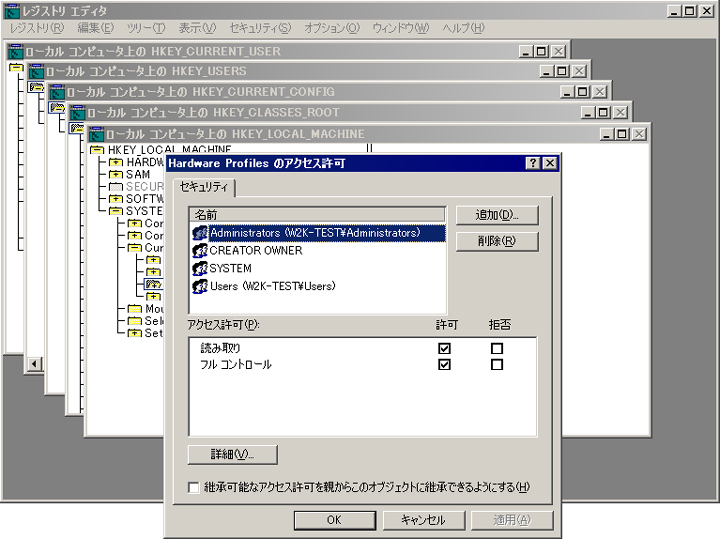 レジストリ エディタ
レジストリ(R) 編集(E) ツリー(T) 表示(V) セキュリティ(S) オプション(O) ウィンドウ(W) ヘルプ(H)
ローカル コンピュータ上の HKEY_CURRENT_USER
ローカル コンピュータ上の HKEY_USERS
ローカル コンピュータ上の HKEY_CURRENT_CONFIG
ローカル コンピュータ上の HKEY_CLASSES_ROOT
ローカル コンピュータ上の HKEY_LOCAL_MACHINE
HKEY_LOCAL_MACHINE
HARDW
SAM
SECUR
SOFTW
SYSTE
Con
Con
Cur
Mou
Sele
Set
Hardware Profiles のアクセス許可
セキュリティ
名前
Administrators (W2K-TEST¥Administrators)
CREATOR OWNER
SYSTEM
Users (W2K-TEST¥Users)
追加(D)...
削除(R)
アクセス許可(P): 許可 拒否
読み取り
フル コントロール
詳細(V)...
継承可能なアクセス許可を親からこのオブジェクトに継承できるようにする(H)
OK キャンセル 適用(A)